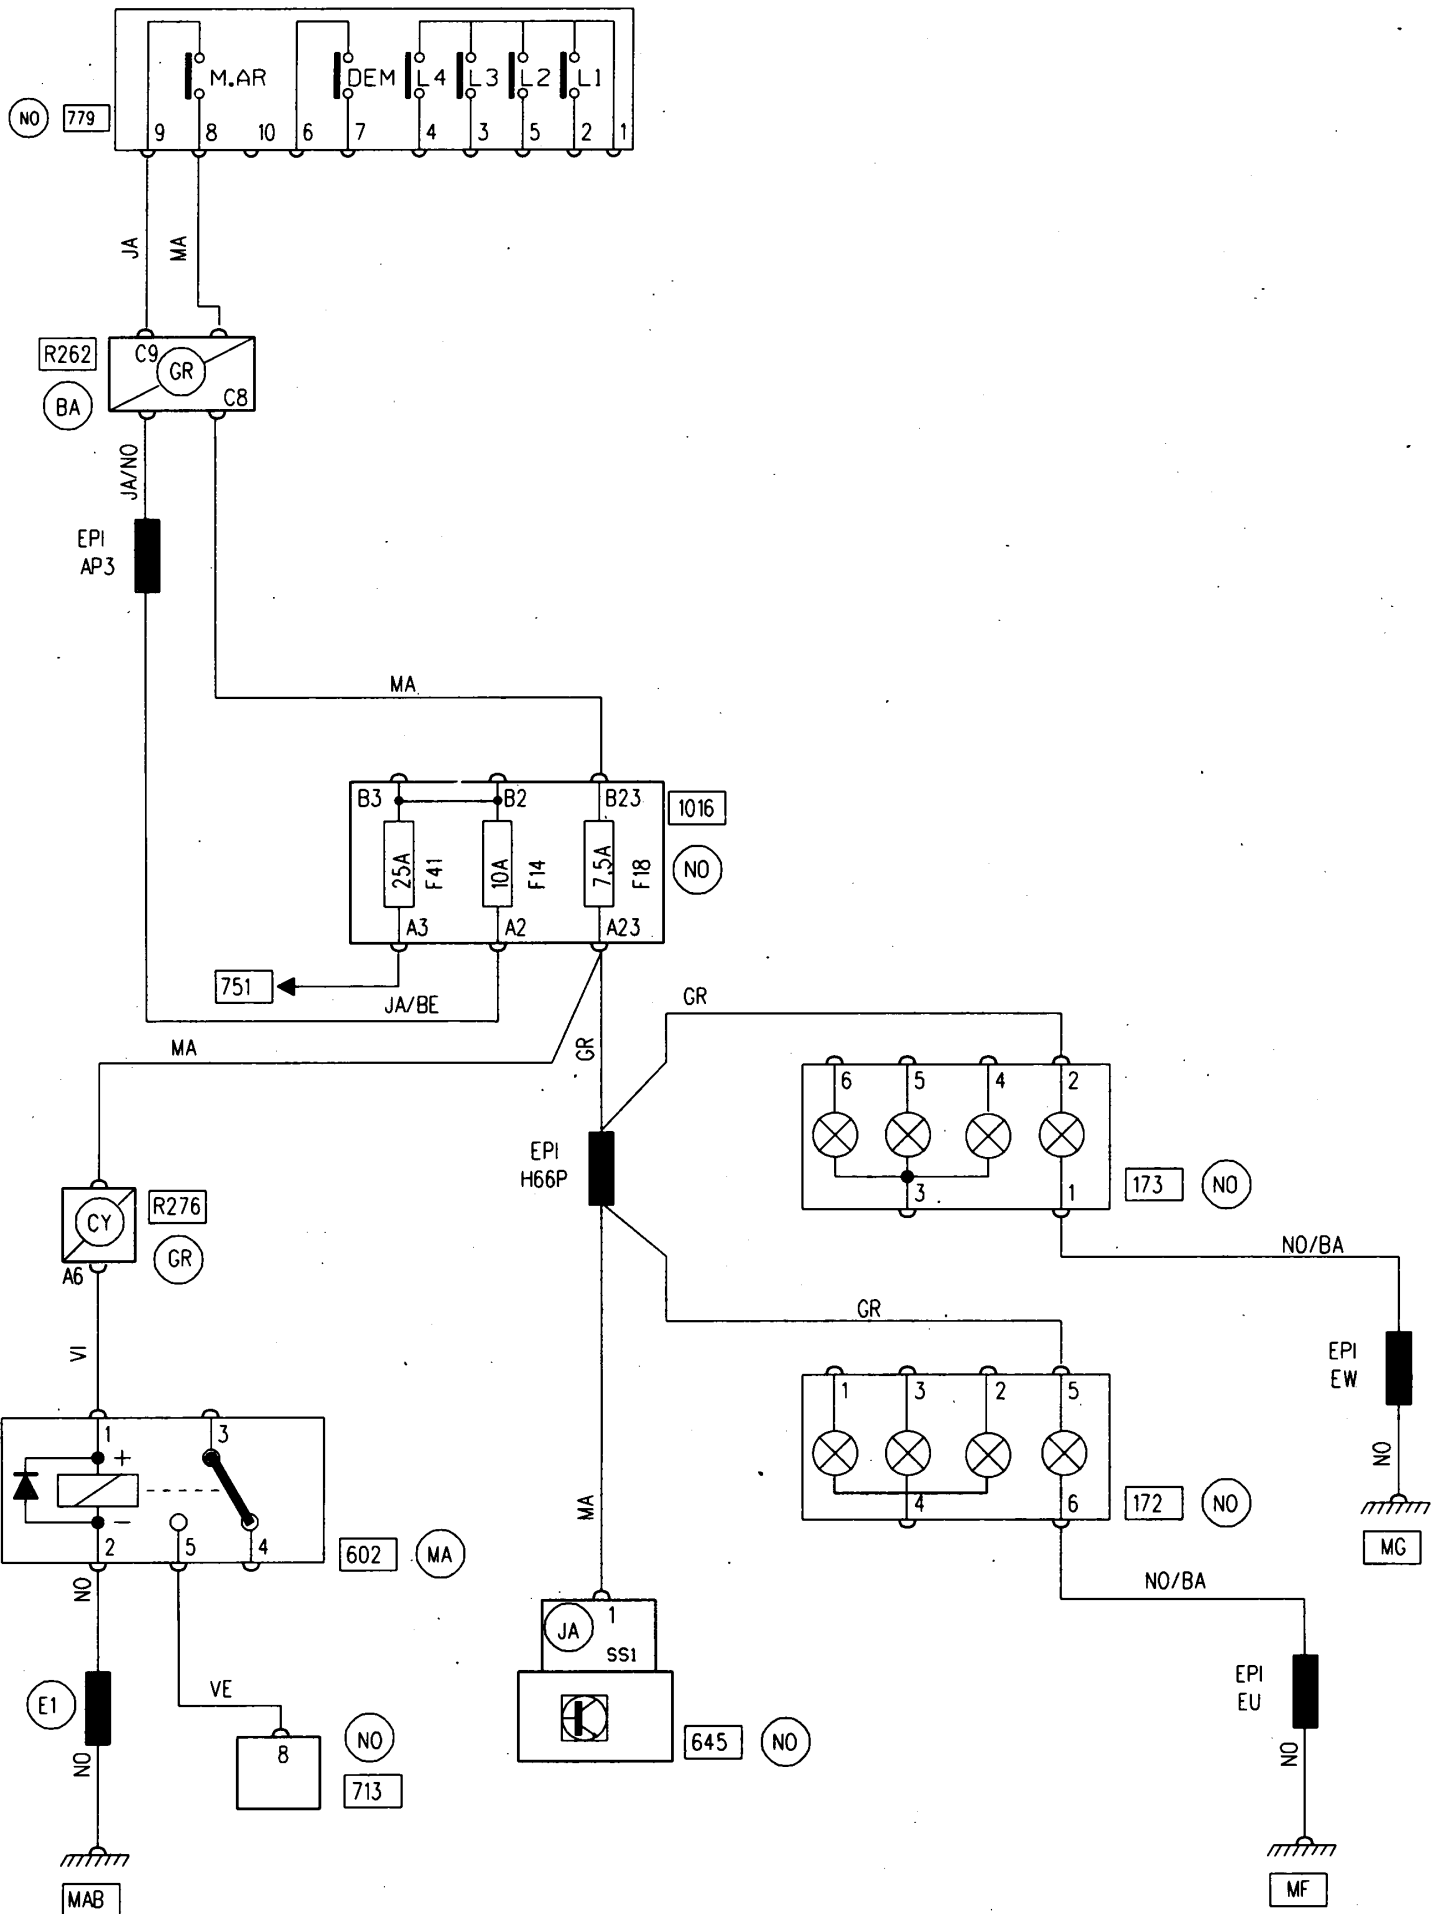 M.AR DEM L4 L3 L2 L1
NO 779
9 8 10 6 7 4 3 5 2 1
JA MA
R262 C9 GR
BA C8
JA/NO
EPI
AP3
MA
B3 B2 B23 1016
25A F41 10A F14 7.5A F18 NO
A3 A2 A23
751
JA/BE
GR
MA
GR
6 5 4 2
EPI
H66P
3 1 173 NO
CY R276
A6 GR
NO/BA
GR
VI
EPI
EW
1 3 2 5
1 3
+
NO
-
2 5 4 602 MA
MA
4 6 172 NO
MG
NO
NO/BA
JA 1
SS1
E1
VE
EPI
EU
NO
8 NO
645 NO
NO
713
MAB
MF